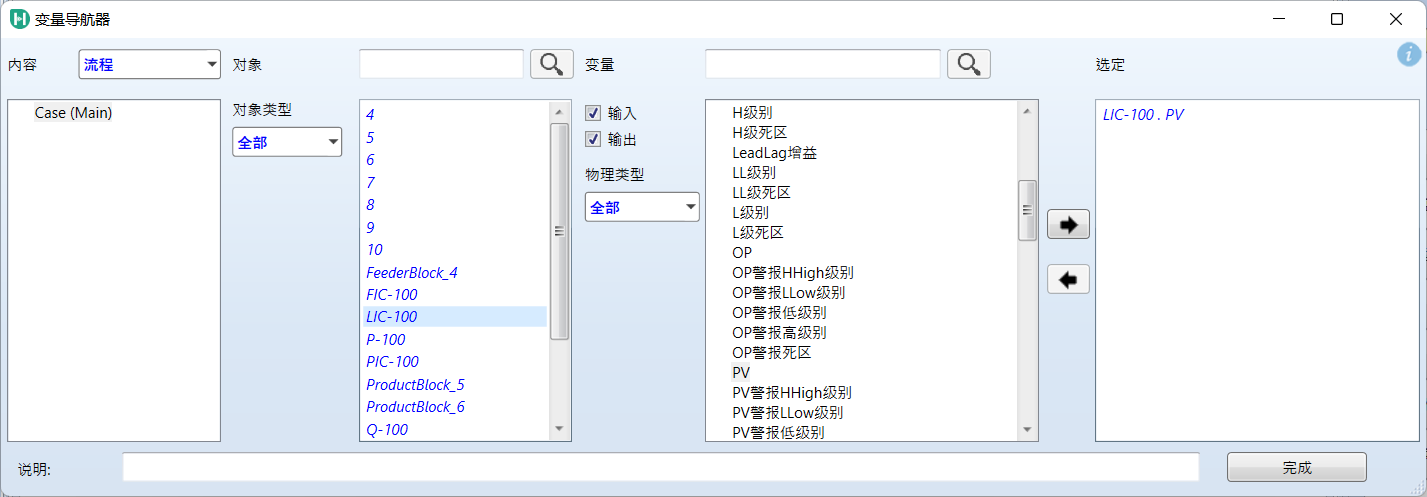 变量导航器
内容
流程
对象
变量
选定
Case (Main)
对象类型
全部
4
5
6
7
8
9
10
FeederBlock_4
FIC-100
LIC-100
P-100
PIC-100
ProductBlock_5
ProductBlock_6
Q-100
输入
输出
物理类型
全部
H级别
H级死区
LeadLag增益
LL级别
LL级死区
L级别
L级死区
OP
OP警报HHigh级别
OP警报LLow级别
OP警报低级别
OP警报高级别
OP警报死区
PV
PV警报HHigh级别
PV警报LLow级别
PV警报低级别
LIC-100 . PV
说明:
完成